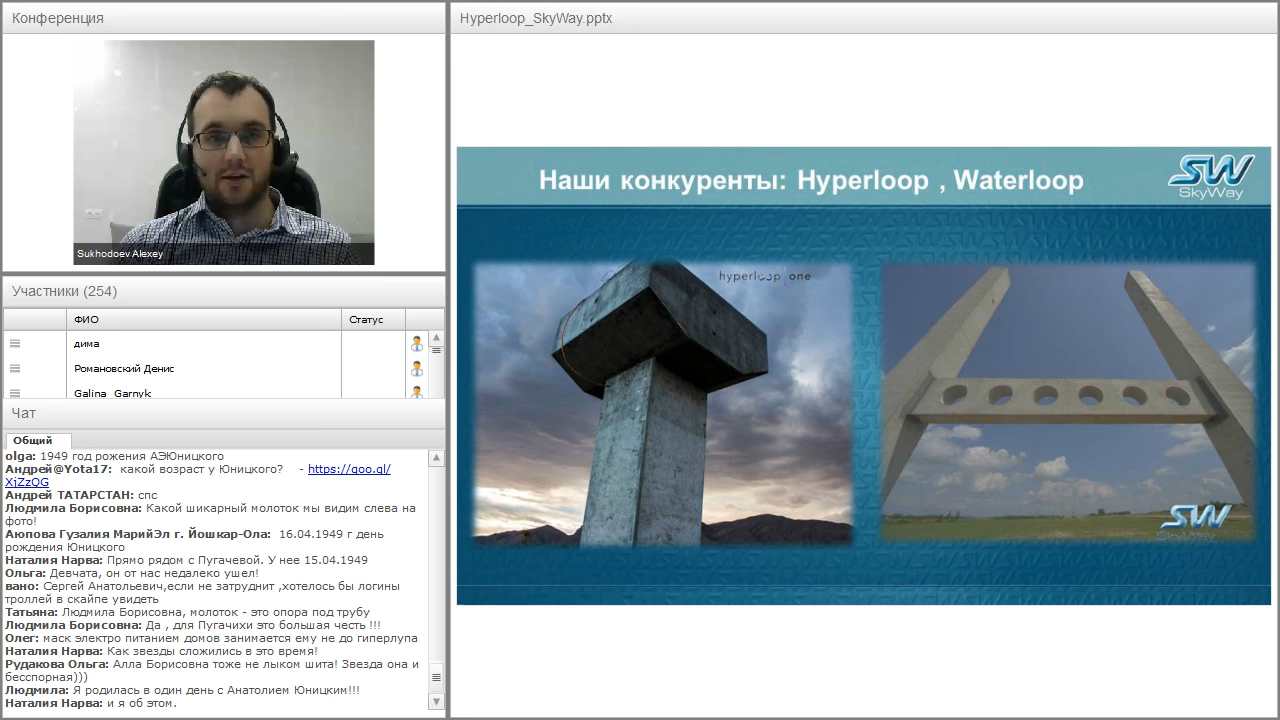 Конференция
Sukhodoev Alexey
Участники (254)
ФИО
Статус
дима
Романовский Денис
Galina_Garnyk
Чат
Общий
olga: 1949 год рожения АЭЮницкого
Андрей@Yota17: какой возраст у Юницкого? - https://goo.gl/
XjZzQG
Андрей ТАТАРСТАН: спс
Людмила Борисовна: Какой шикарный молоток мы видим слева на
фото!
Аюпова Гузалия МарийЭл г. Йошкар-Ола: 16.04.1949 г день
рождения Юницкого
Наталия Нарва: Прямо рядом с Пугачевой. У нее 15.04.1949
Ольга: Девчата, он от нас недалеко ушел!
вано: Сергей Анатольевич,если не затруднит ,хотелось бы логины
троллей в скайпе увидеть
Татьяна: Людмила Борисовна, молоток - это опора под трубу
Людмила Борисовна: Да , для Пугачихи это большая честь !!!
Олег: маск электро питанием домов занимается ему не до гиперлупа
Наталия Нарва: Как звезды сложились в это время!
Рудакова Ольга: Алла Борисовна тоже не лыком шита! Звезда она и
бесспорная)))
Людмила: Я родилась в один день с Анатолием Юницким!!!
Наталия Нарва: и я об этом.
Hyperloop_SkyWay.pptx
Наши конкуренты: Hyperloop , Waterloop
SW
SkyWay
hyperloop one
SW
SkyWay